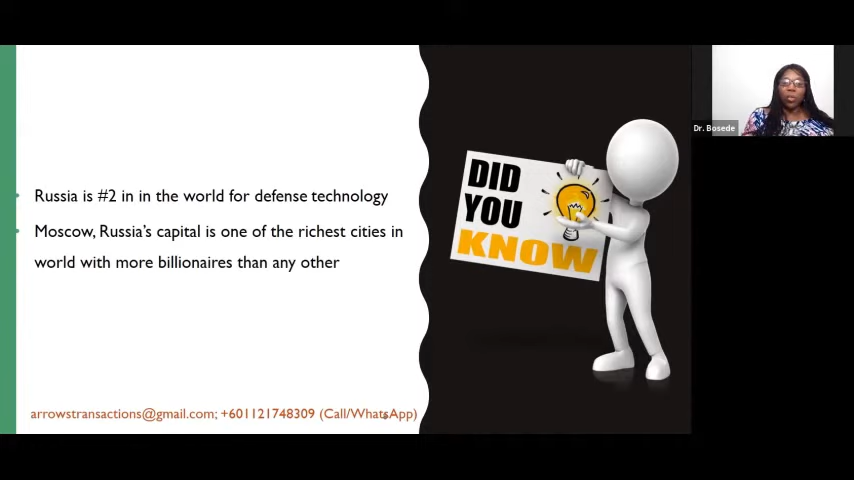 Russia is #2 in in the world for defense technology
Moscow, Russia's capital is one of the richest cities in
world with more billionaires than any other
arrowstransactions@gmail.com; +601121748309 (Call/WhatsApp)
DID
YOU
KNOW
Dr. Bosede